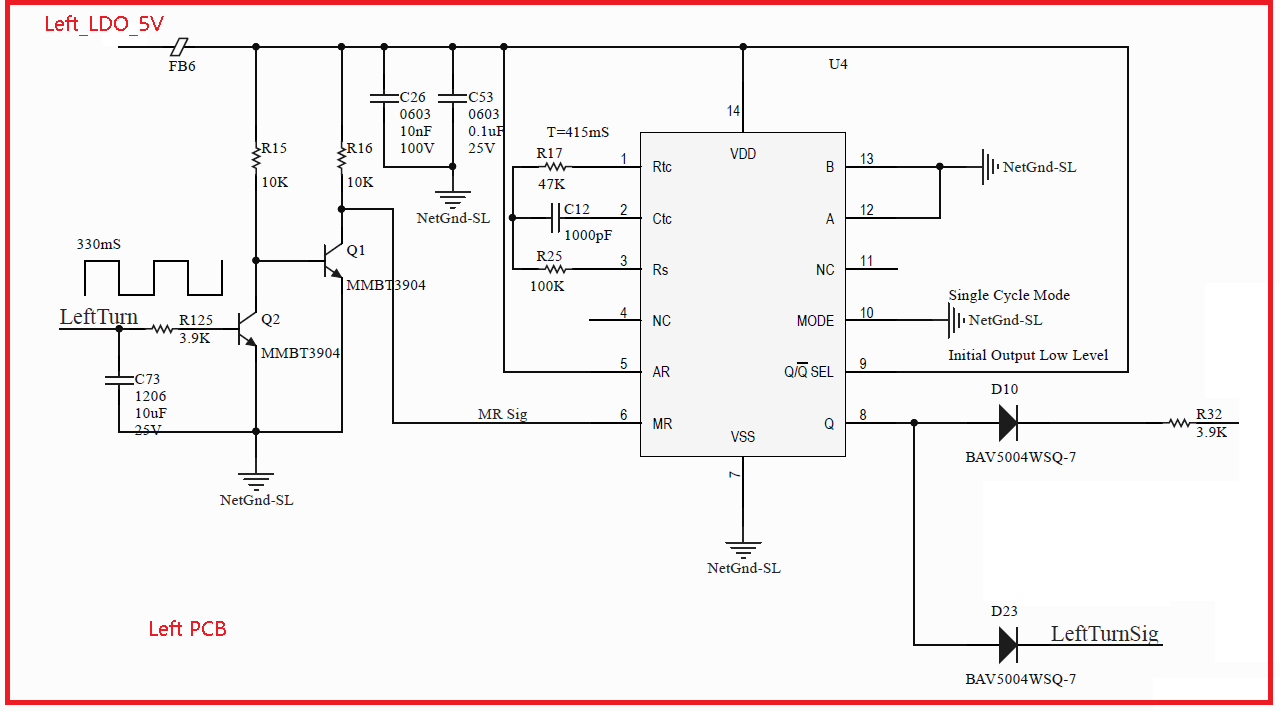 Left_LDO_5V
FB6
U4
C26
0603
10nF
100V
C53
0603
0.1uF
25V
R15
10K
R16
10K
NetGnd-SL
T=415mS
R17
47K
C12
1000pF
R25
100K
14
VDD
1
Rtc
2
Ctc
3
Rs
4
NC
5
AR
6
MR
13
B
12
A
11
NC
10
MODE
9
Q/Q̅ SEL
8
Q
VSS
7
NetGnd-SL
NetGnd-SL
Single Cycle Mode
NetGnd-SL
Initial Output Low Level
330mS
LeftTurn
R125
3.9K
Q1
MMBT3904
Q2
MMBT3904
C73
1206
10uF
25V
NetGnd-SL
MR Sig
D10
BAV5004WSQ-7
R32
3.9K
D23
LeftTurnSig
BAV5004WSQ-7
Left PCB